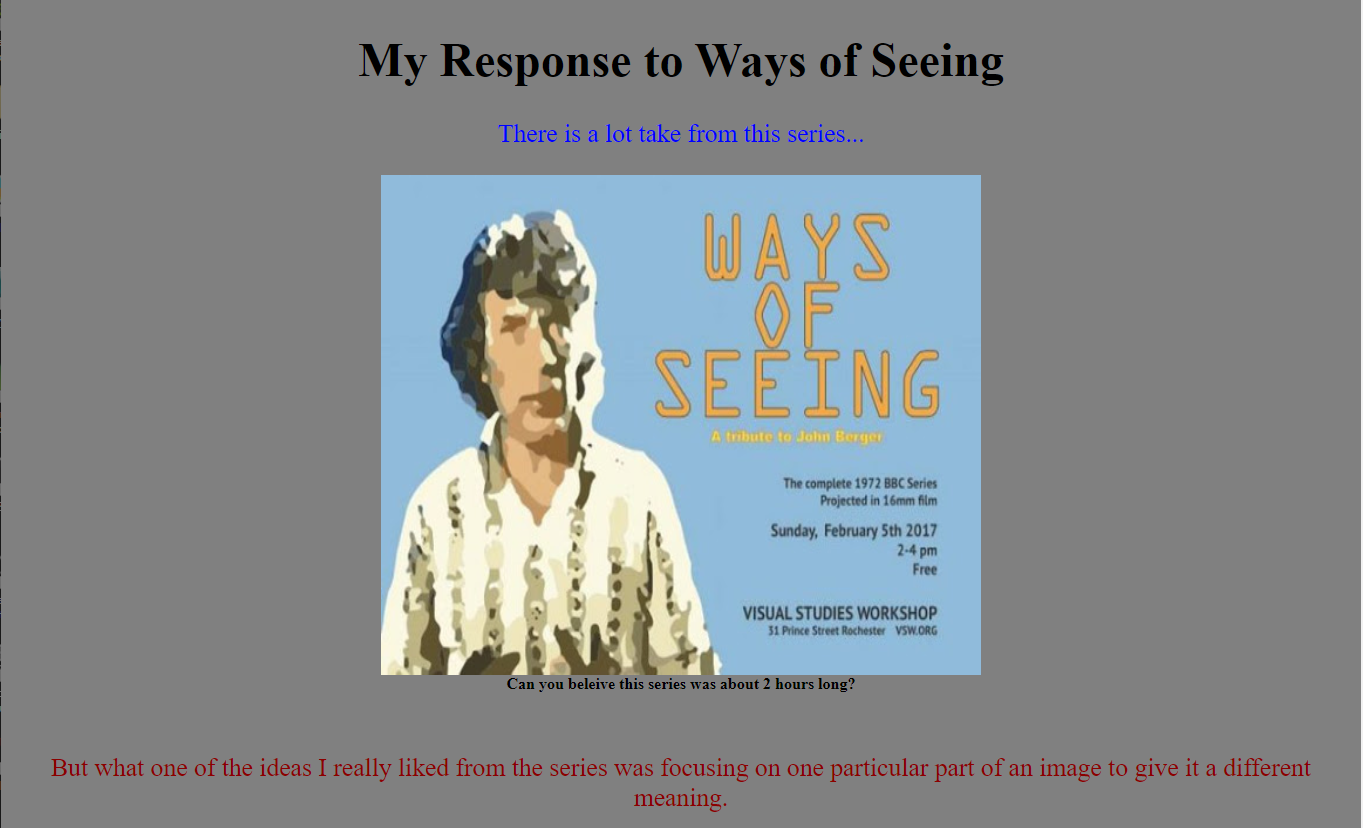 My Response to Ways of Seeing
There is a lot take from this series...
WAYS
OF
SEEING
A tribute to John Berger
The complete 1972 BBC Series
Projected in 16mm film
Sunday, February 5th 2017
2-4 pm
Free
VISUAL STUDIES WORKSHOP
31 Prince Street Rochester VSW.ORG
Can you beleive this series was about 2 hours long?
But what one of the ideas I really liked from the series was focusing on one particular part of an image to give it a different
meaning.